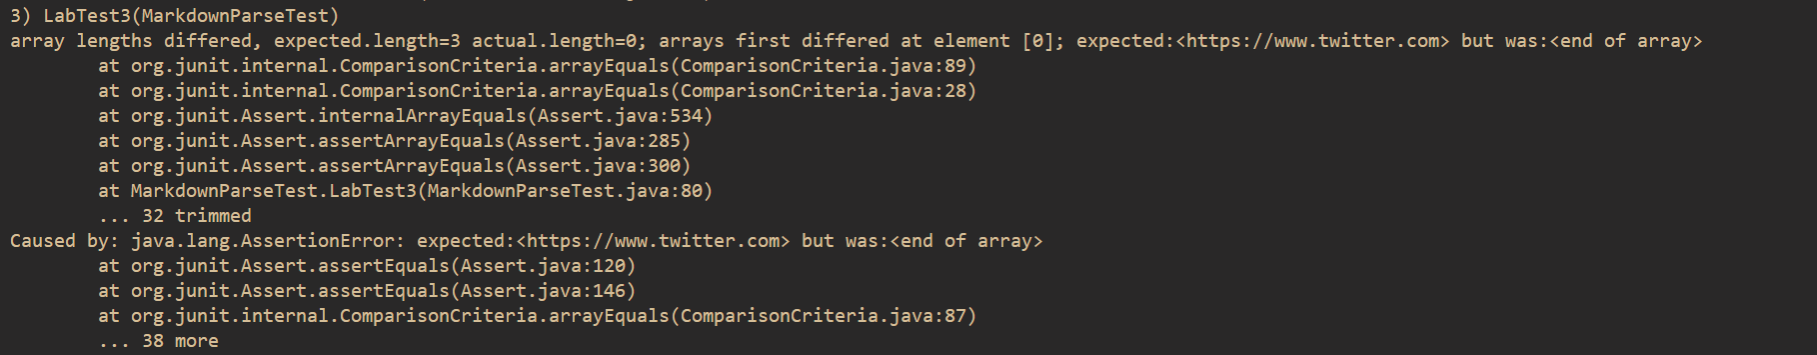 3) LabTest3(MarkdownParseTest)
array lengths differed, expected.length=3 actual.length=0; arrays first differed at element [0]; expected:<https://www.twitter.com> but was:<end of array>
at org.junit.internal.ComparisonCriteria.arrayEquals(ComparisonCriteria.java:89)
at org.junit.internal.ComparisonCriteria.arrayEquals(ComparisonCriteria.java:28)
at org.junit.Assert.internalArrayEquals(Assert.java:534)
at org.junit.Assert.assertArrayEquals(Assert.java:285)
at org.junit.Assert.assertArrayEquals(Assert.java:300)
at MarkdownParseTest.LabTest3(MarkdownParseTest.java:80)
... 32 trimmed
Caused by: java.lang.AssertionError: expected:<https://www.twitter.com> but was:<end of array>
at org.junit.Assert.assertEquals(Assert.java:120)
at org.junit.Assert.assertEquals(Assert.java:146)
at org.junit.internal.ComparisonCriteria.arrayEquals(ComparisonCriteria.java:87)
... 38 more